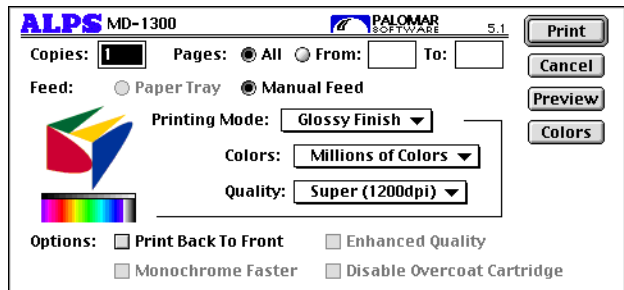 ALPS MD-1300 PALOMAR SOFTWARE 5.1
Print
Copies: 1 Pages: All From: To:
Cancel
Feed: Paper Tray Manual Feed
Preview
Printing Mode: Glossy Finish
Colors
Colors: Millions of Colors
Quality: Super (1200dpi)
Options: Print Back To Front Enhanced Quality
Monochrome Faster Disable Overcoat Cartridge